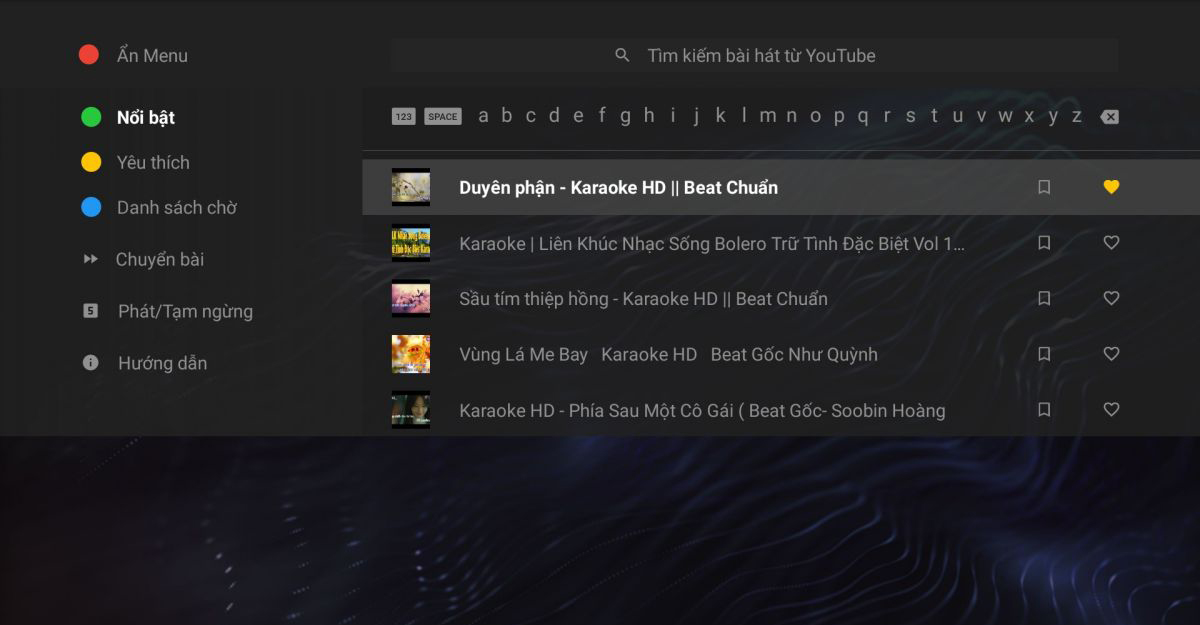 Ẩn Menu
Tìm kiếm bài hát từ YouTube
Nổi bật
Yêu thích
Danh sách chờ
Chuyển bài
5 Phát/Tạm ngừng
Hướng dẫn
123 SPACE a b c d e f g h i j k l m n o p q r s t u v w x y z
Duyên phận - Karaoke HD || Beat Chuẩn
Karaoke | Liên Khúc Nhạc Sống Bolero Trữ Tình Đặc Biệt Vol 1...
Sầu tím thiệp hồng - Karaoke HD || Beat Chuẩn
Vùng Lá Me Bay Karaoke HD Beat Gốc Như Quỳnh
Karaoke HD - Phía Sau Một Cô Gái ( Beat Gốc- Soobin Hoàng